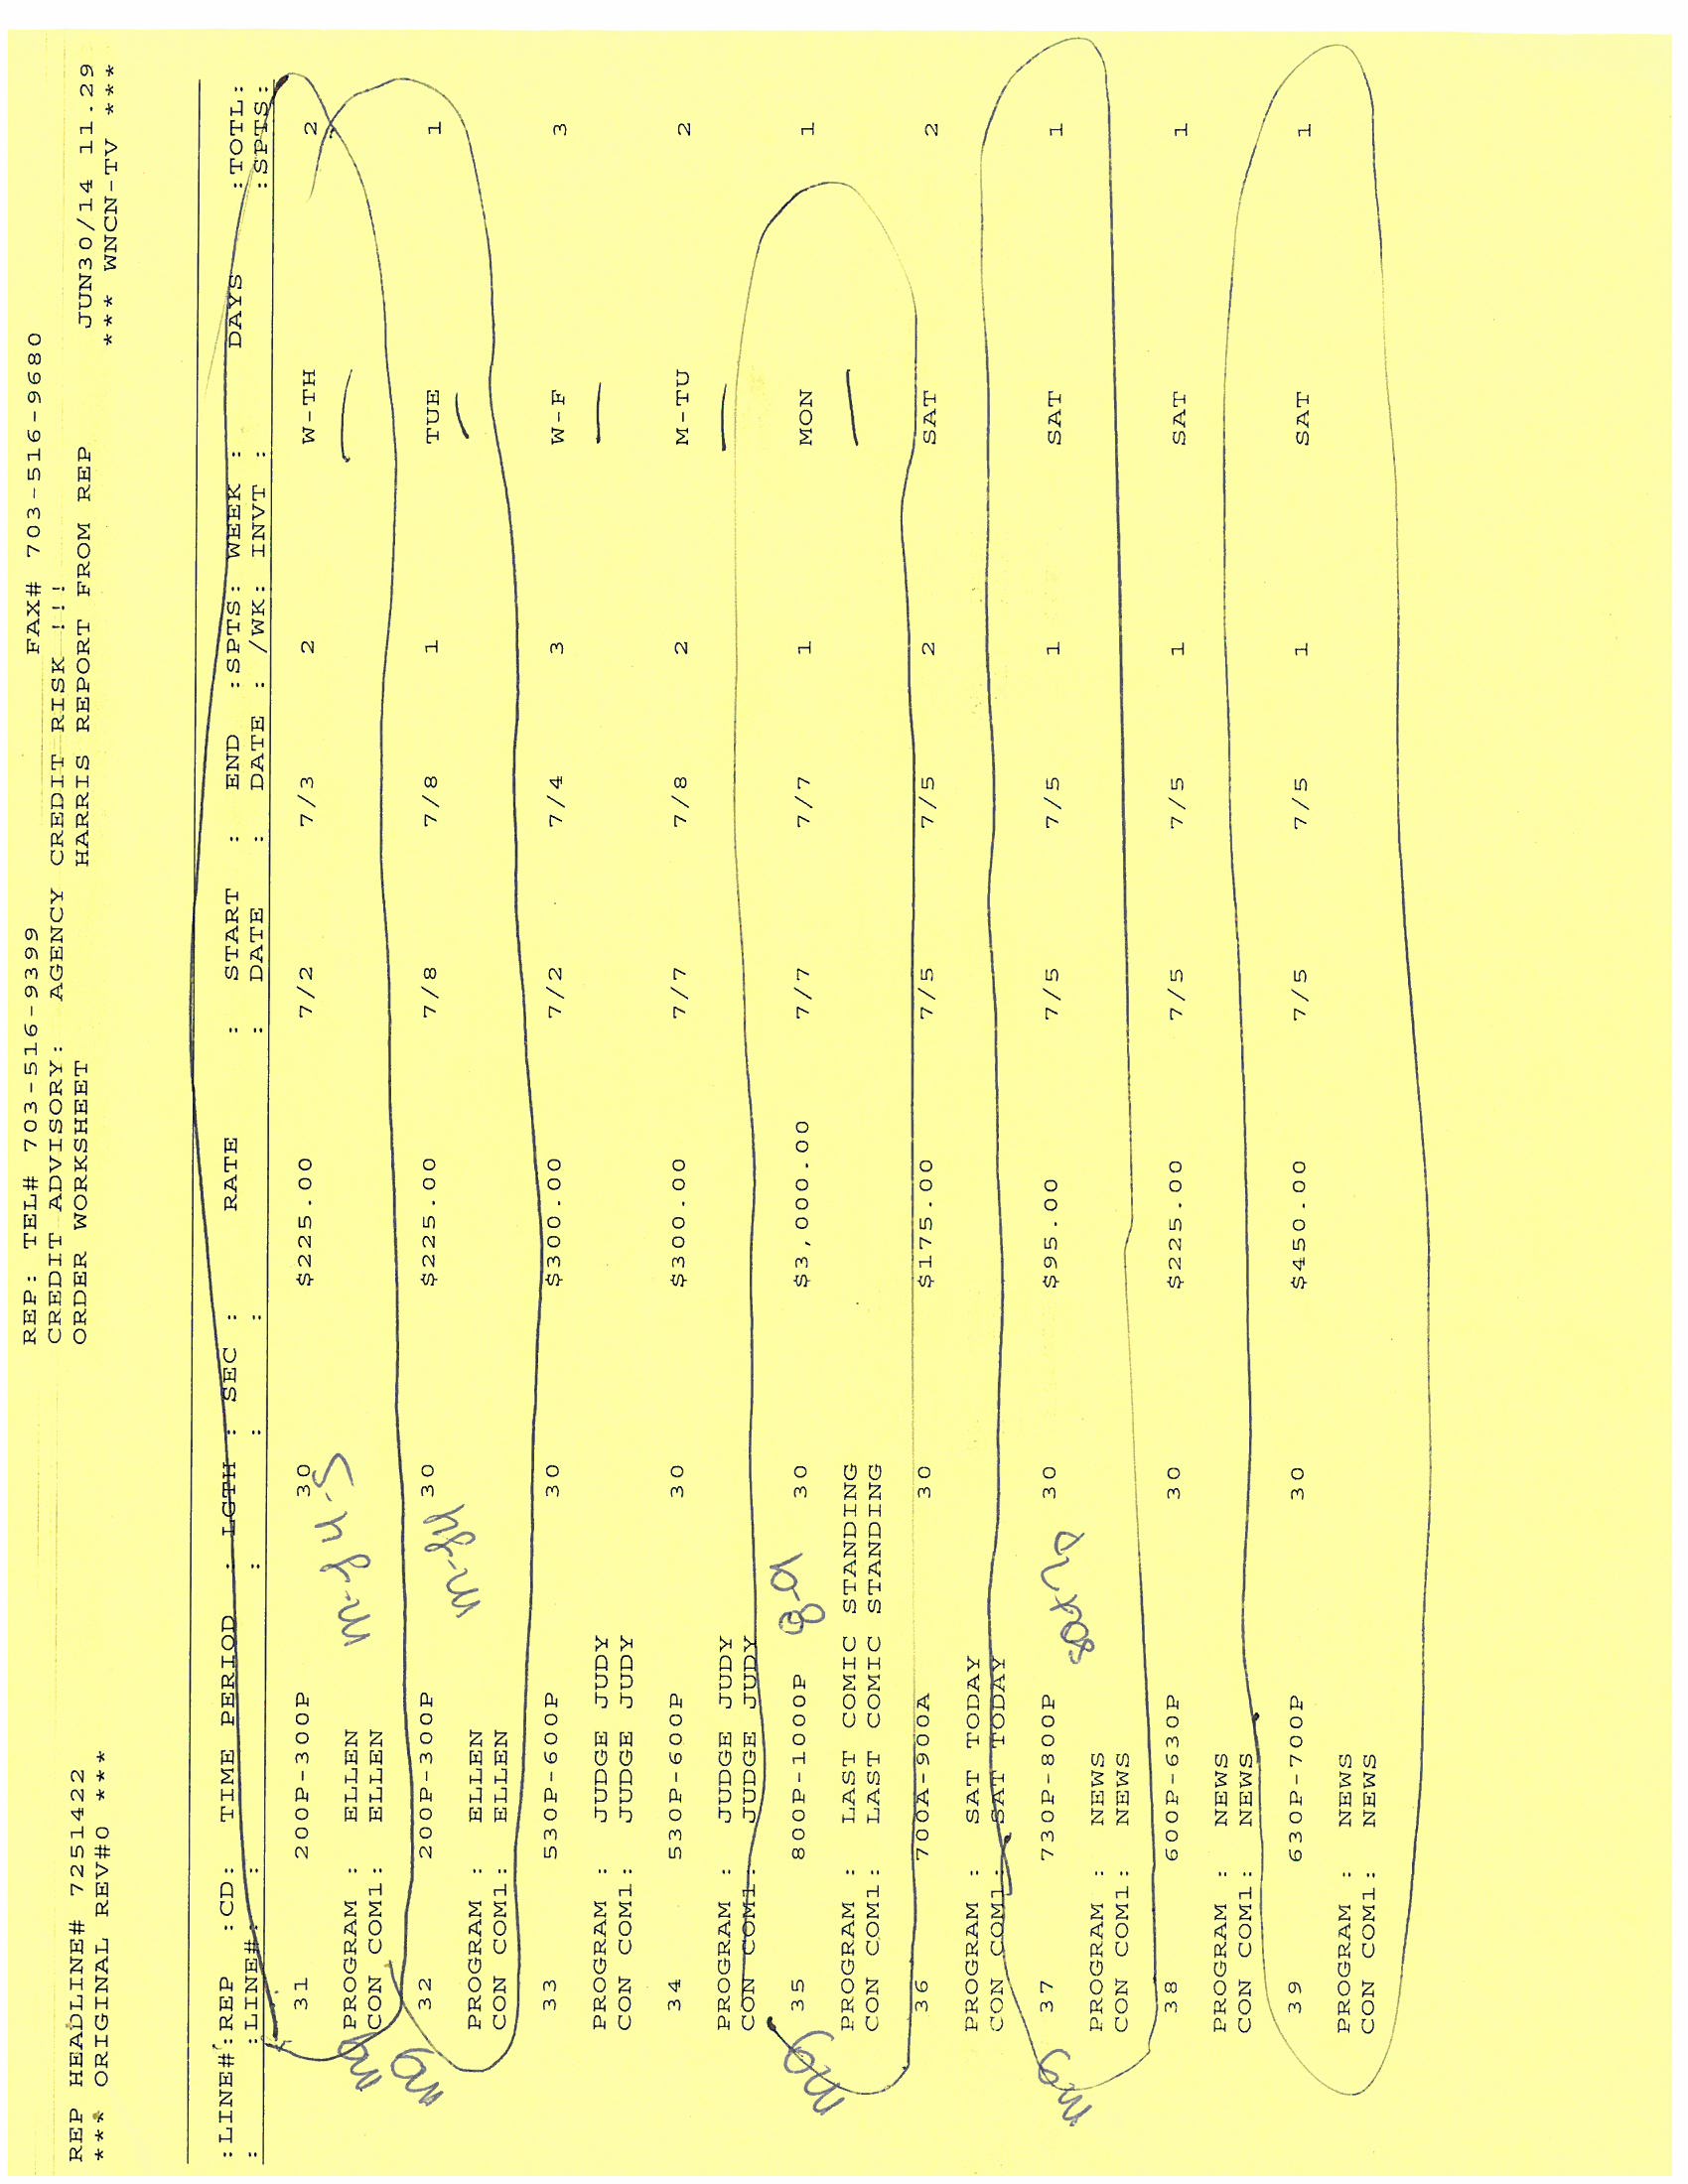 REP: TEL# 703-516-9399 FAX# 703-516-9680
CREDIT ADVISORY: AGENCY CREDIT RISK !!!
REP HEADLINE# 7251422 ORDER WORKSHEET HARRIS REPORT FROM REP JUN30/14 11.29
*** ORIGINAL REV#0 *** *** WNCN-TV ***
:LINE#:REP :CD: TIME PERIOD : LGTH : SEC : RATE : START : END :SPTS: WEEK : DAYS :TOTL:
: :LINE#: : : : : DATE : DATE : /WK: INVT : :SPTS:
31 200P-300P 30 $225.00 7/2 7/3 2 W-TH 2
PROGRAM : ELLEN
CON COM1: ELLEN
32 200P-300P 30 $225.00 7/8 7/8 1 TUE 1
PROGRAM : ELLEN
CON COM1: ELLEN
33 530P-600P 30 $300.00 7/2 7/4 3 W-F 3
PROGRAM : JUDGE JUDY
CON COM1: JUDGE JUDY
34 530P-600P 30 $300.00 7/7 7/8 2 M-TU 2
PROGRAM : JUDGE JUDY
CON COM1: JUDGE JUDY
35 800P-1000P 30 $3,000.00 7/7 7/7 1 MON 1
PROGRAM : LAST COMIC STANDING
CON COM1: LAST COMIC STANDING
36 700A-900A 30 $175.00 7/5 7/5 2 SAT 2
PROGRAM : SAT TODAY
CON COM1: SAT TODAY
37 730P-800P 30 $95.00 7/5 7/5 1 SAT 1
PROGRAM : NEWS
CON COM1: NEWS
38 600P-630P 30 $225.00 7/5 7/5 1 SAT 1
PROGRAM : NEWS
CON COM1: NEWS
39 630P-700P 30 $450.00 7/5 7/5 1 SAT 1
PROGRAM : NEWS
CON COM1: NEWS